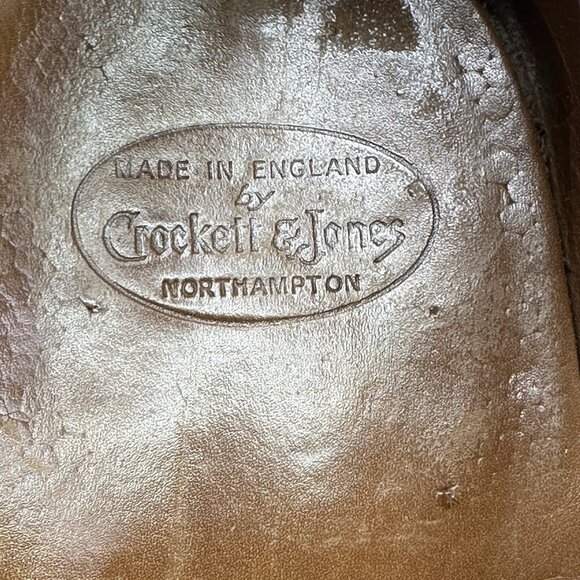 MADE IN ENGLAND
by
Crockett & Jones
NORTHAMPTON